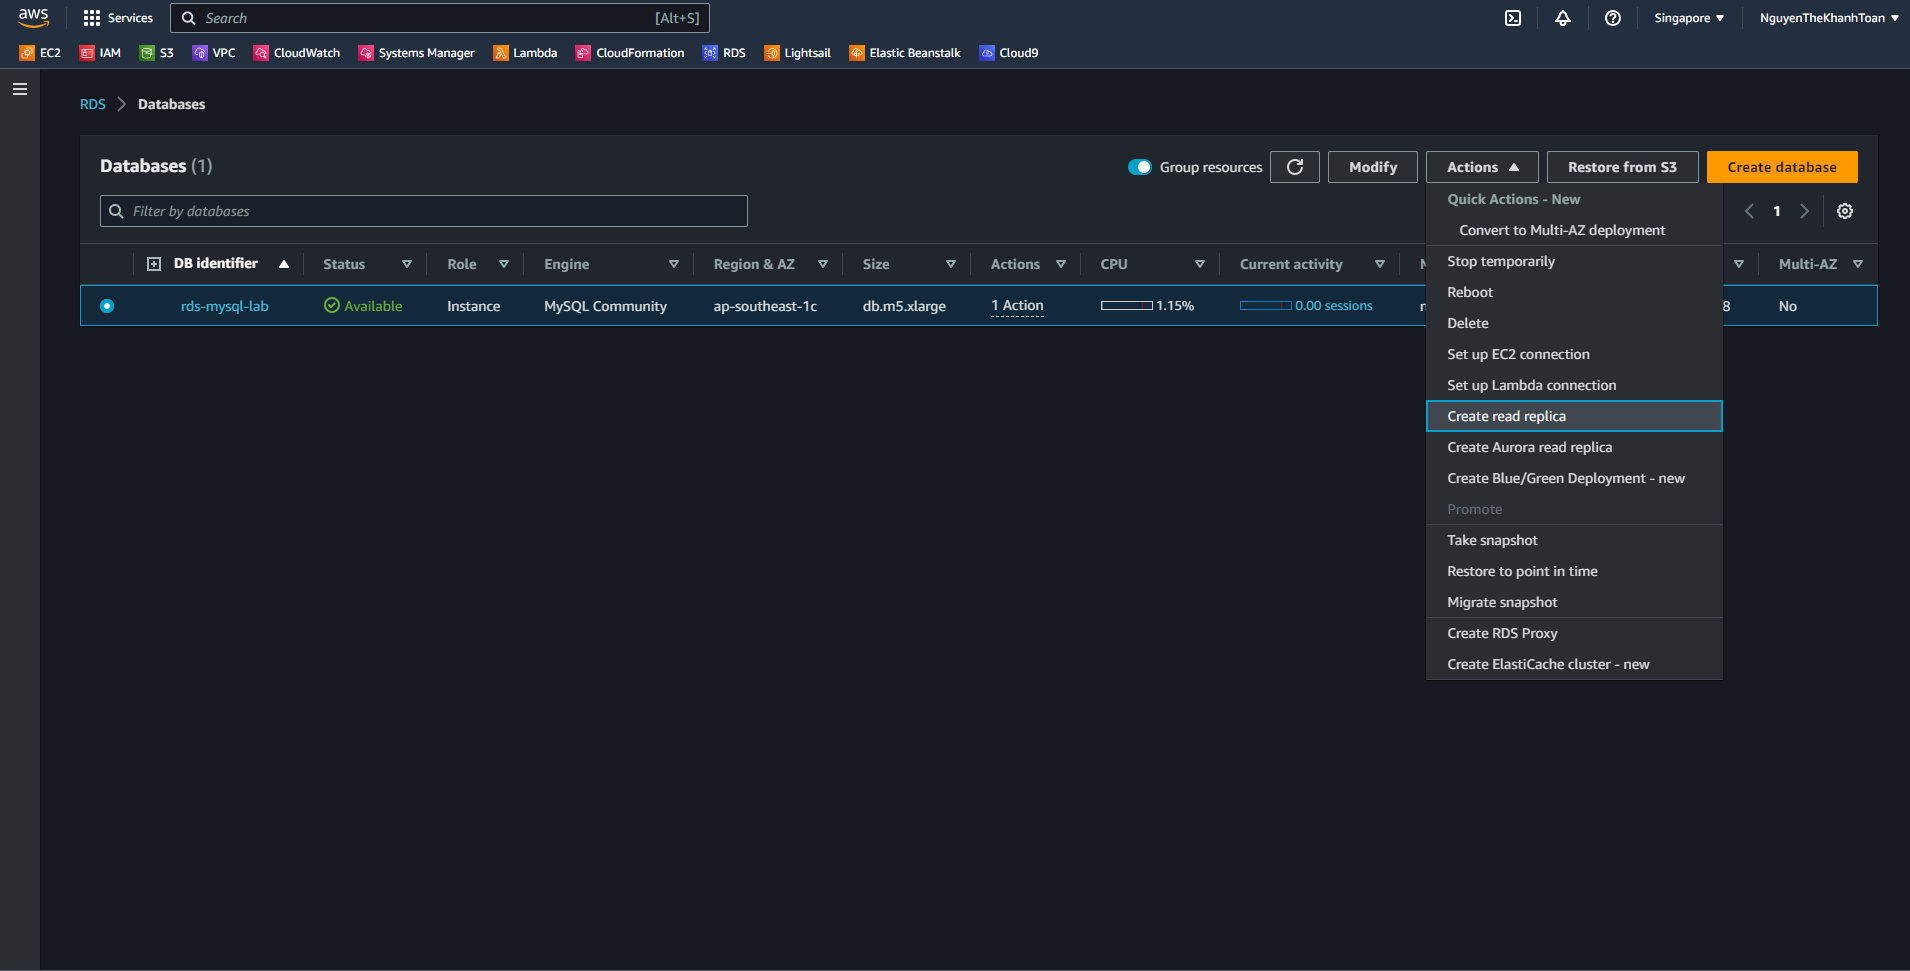 aws Services Search [Alt+S] Singapore NguyenTheKhanhToan
EC2 IAM S3 VPC CloudWatch Systems Manager Lambda CloudFormation RDS Lightsail Elastic Beanstalk Cloud9
RDS Databases
Databases (1) Group resources Modify Actions Restore from S3 Create database
Filter by databases 1
DB identifier Status Role Engine Region & AZ Size Actions CPU Current activity Multi-AZ
rds-mysql-lab Available Instance MySQL Community ap-southeast-1c db.m5.xlarge 1 Action 1.15% 0.00 sessions 8 No
Quick Actions - New
Convert to Multi-AZ deployment
Stop temporarily
Reboot
Delete
Set up EC2 connection
Set up Lambda connection
Create read replica
Create Aurora read replica
Create Blue/Green Deployment - new
Promote
Take snapshot
Restore to point in time
Migrate snapshot
Create RDS Proxy
Create ElastiCache cluster - new